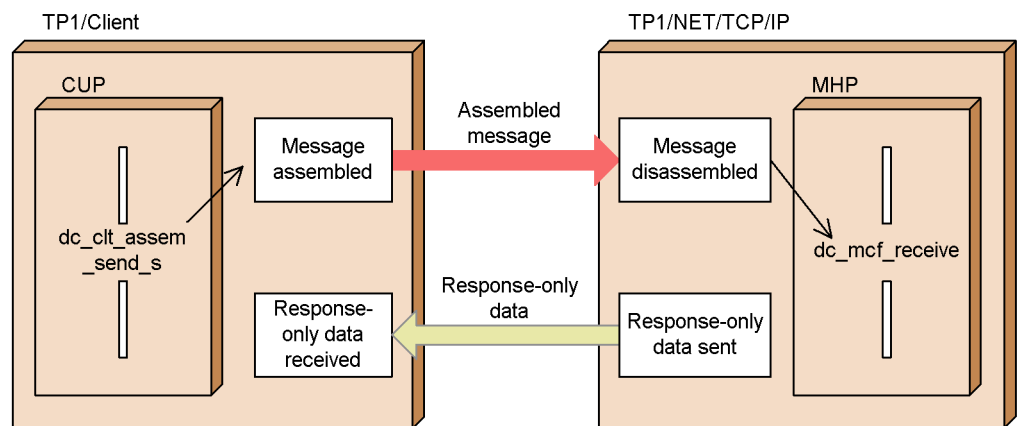 TP1/Client
TP1/NET/TCP/IP
CUP
MHP
Assembled
message
Message
assembled
Message
disassembled
dc_clt_assem
_send_s
dc_mcf_receive
Response-only
data
Response-
only data
received
Response-only
data sent